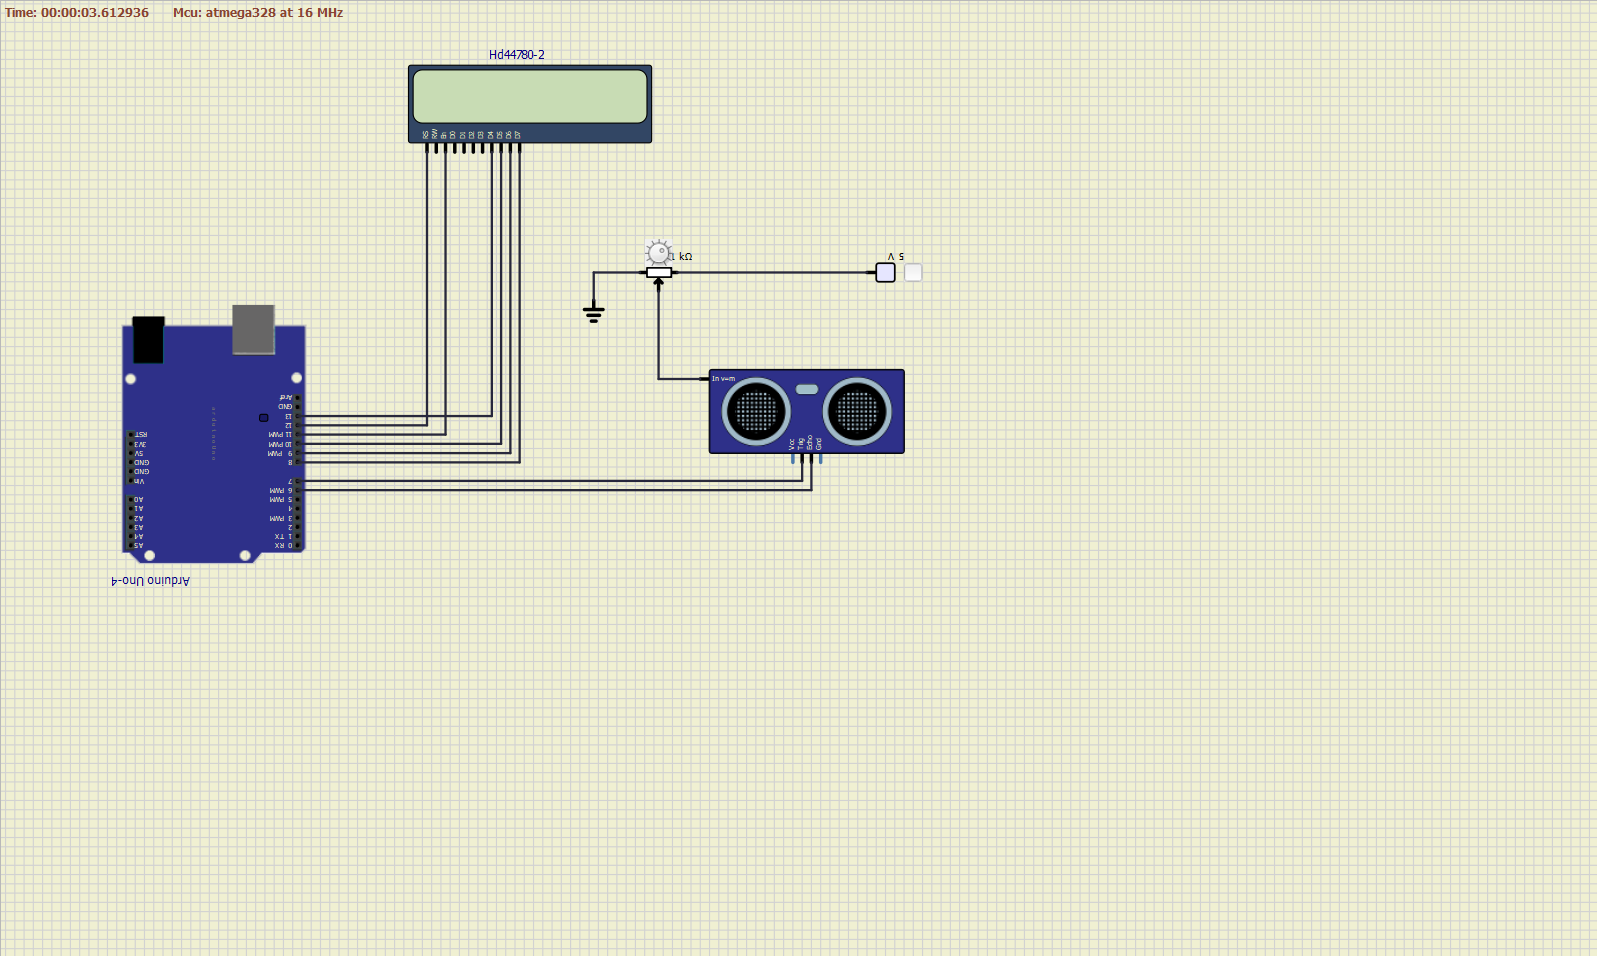 Time: 00:00:03.612936 Mcu: atmega328 at 16 MHz
Hd44780-2
RS RW En D0 D1 D2 D3 D4 D5 D6 D7
1 kΩ
5 V
In v=m
Vcc Trig Echo Gnd
Aref
GND
13
12
11 PWM
10 PWM
9 PWM
8
7
6 PWM
5 PWM
4
3 PWM
2
1 TX
0 RX
RST
3V3
5V
GND
GND
Vin
A0
A1
A2
A3
A4
A5
Arduino Uno-4